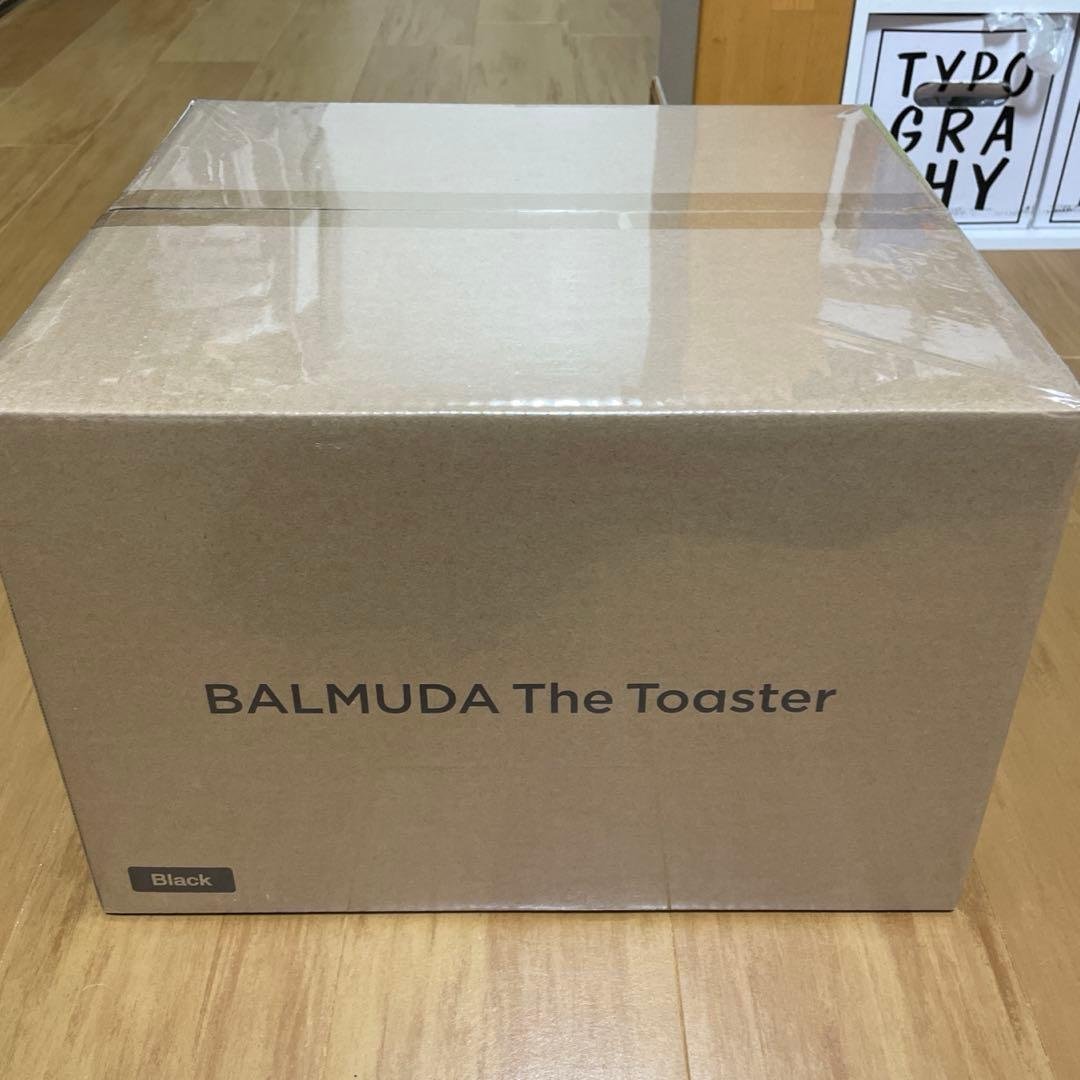 TYPO
GRA
HY
BALMUDA The Toaster
Black